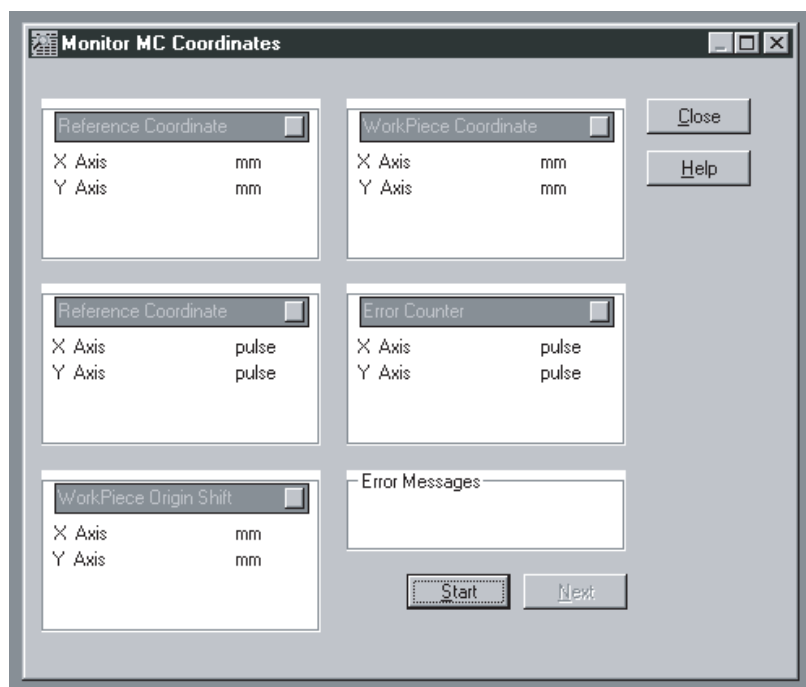 Monitor MC Coordinates
Reference Coordinate
X Axis mm
Y Axis mm
WorkPiece Coordinate
X Axis mm
Y Axis mm
Close
Help
Reference Coordinate
X Axis pulse
Y Axis pulse
Error Counter
X Axis pulse
Y Axis pulse
WorkPiece Origin Shift
X Axis mm
Y Axis mm
Error Messages
Start
Next